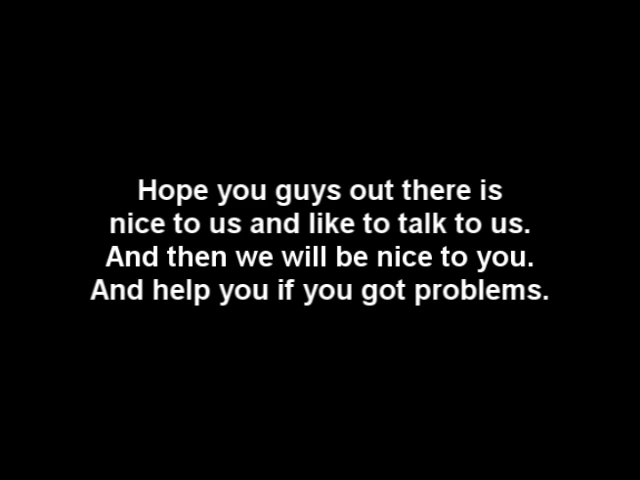 Hope you guys out there is
nice to us and like to talk to us.
And then we will be nice to you.
And help you if you got problems.